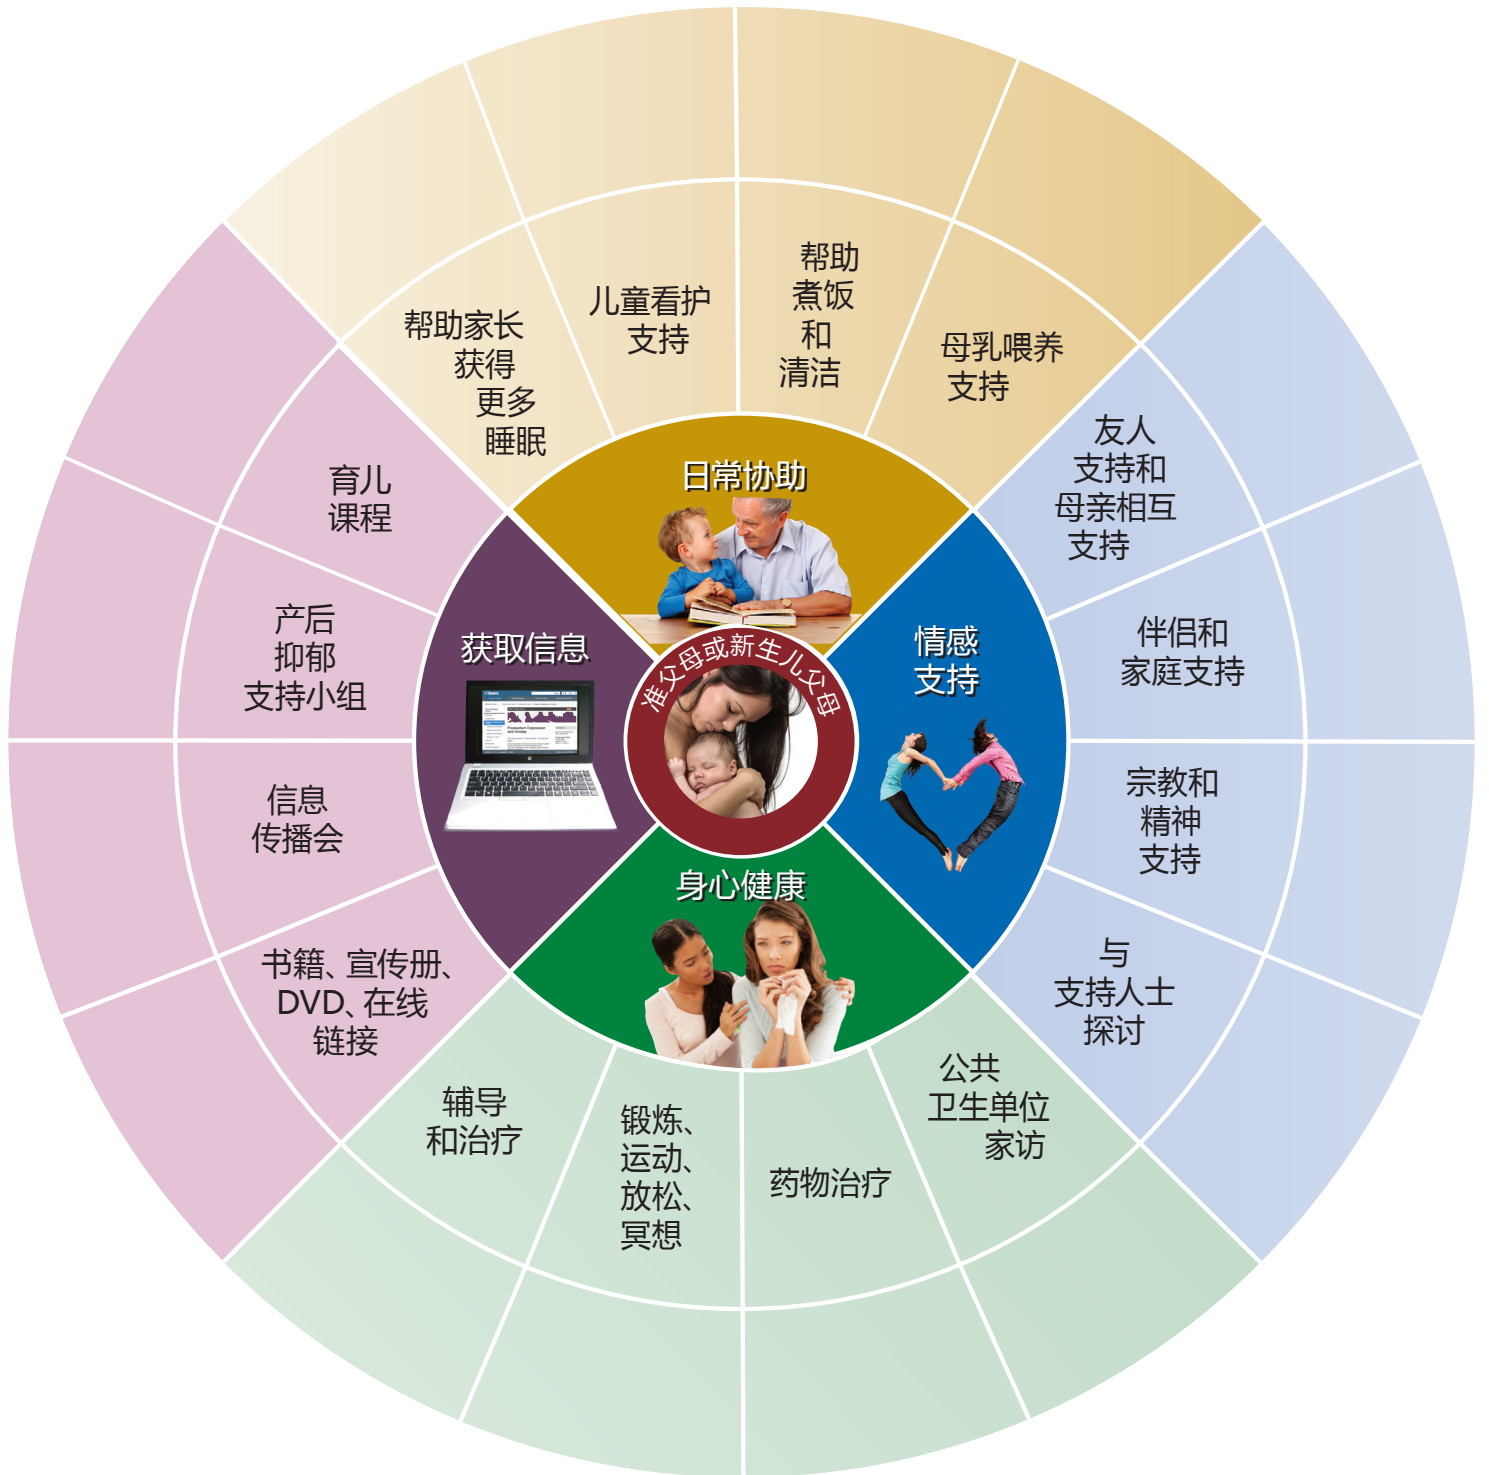 帮助家长
获得
更多
睡眠
儿童看护
支持
帮助
煮饭
和
清洁
母乳喂养
支持
友人
支持和
母亲相互
支持
伴侣和
家庭支持
宗教和
精神
支持
与
支持人士
探讨
公共
卫生单位
家访
药物治疗
锻炼、
运动、
放松、
冥想
辅导
和治疗
书籍、宣传册、
DVD、在线
链接
信息
传播会
产后
抑郁
支持小组
育儿
课程
日常协助
情感
支持
身心健康
获取信息
准父母或新生儿父母
Postpartum Depression
and Anxiety